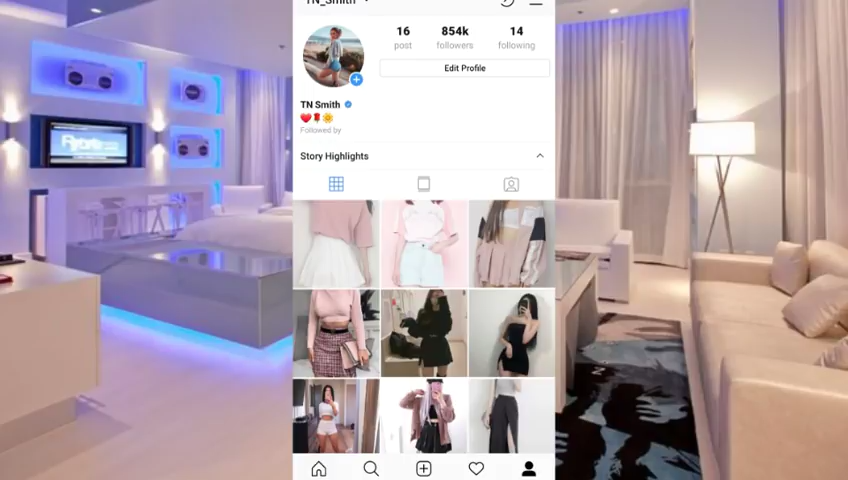 TN_Smith
16 854k 14
post followers following
Edit Profile
TN Smith
Followed by
Story Highlights